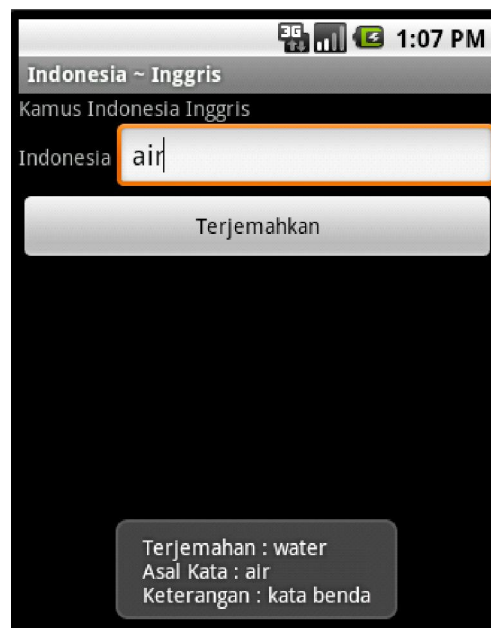 3G 1:07 PM
Indonesia ~ Inggris
Kamus Indonesia Inggris
Indonesia air
Terjemahkan
Terjemahan : water
Asal Kata : air
Keterangan : kata benda